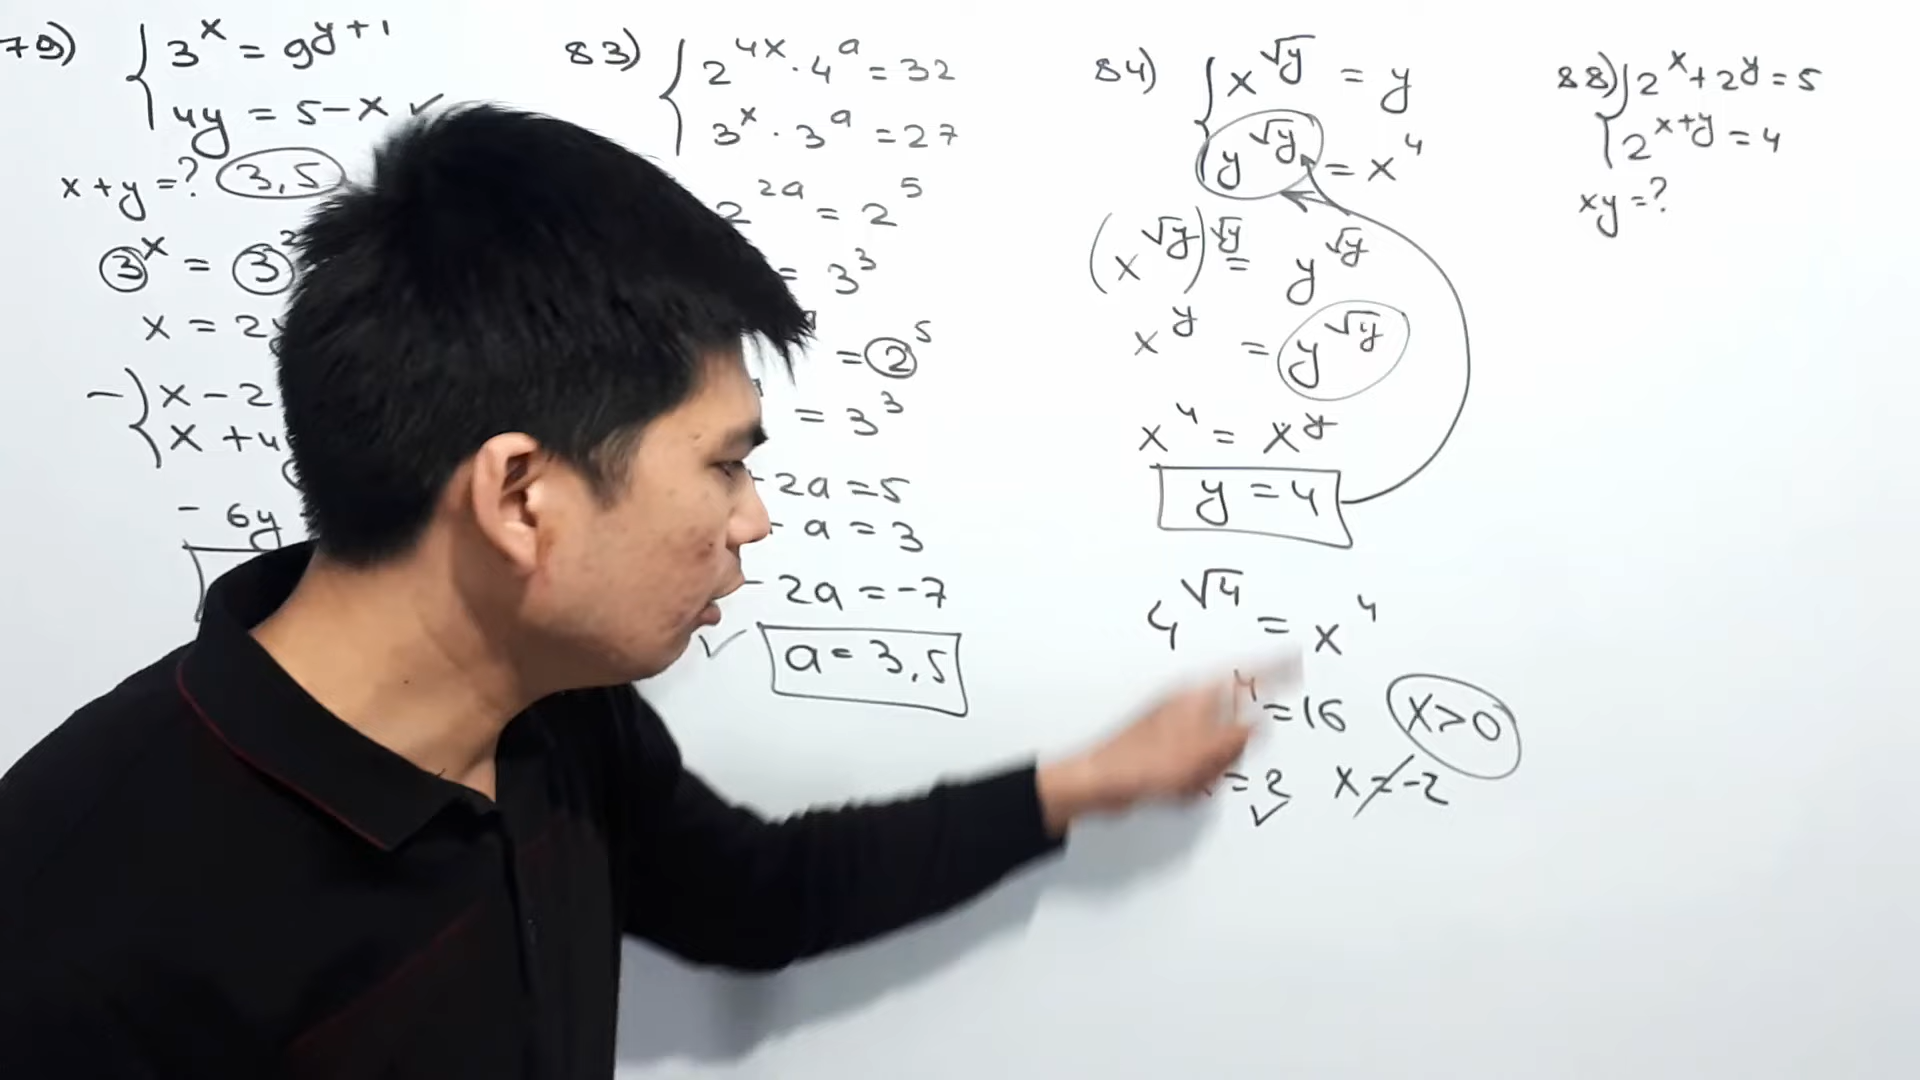 79) { 3^x = 9^{y+1}
4y = 5 - x ✓
x + y = ? 3,5
3^x = 3^2
x = 2
-) { x - 2
x + 4
- 6y
83) { 2^{4x} · 4^a = 32
3^x · 3^a = 27
2^{2a} = 2^5
= 3^3
= 2^5
= 3^3
2a = 5
a = 3
- 2a = -7
✓ a = 3,5
84) { x^{√y} = y
y^{√y} = x^4
(x^{√y})^{√y} = y^{√y}
x^y = y^{√y}
x^4 = x^y
y = 4
4^{√4} = x^4
4 = 16 x > 0
= 2 ✓ x = -2
88) { 2^x + 2^y = 5
2^{x+y} = 4
xy = ?